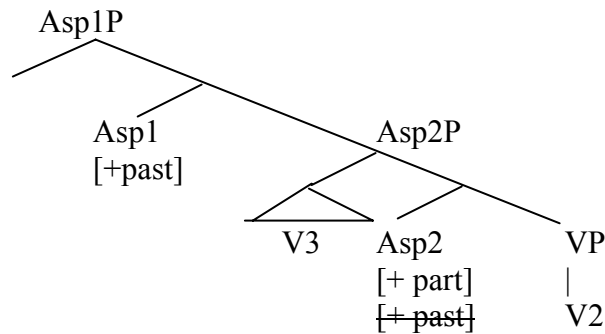 Asp1P
Asp1 Asp2P
[+past]
V3 Asp2 VP
[+ part] |
[+ past] V2